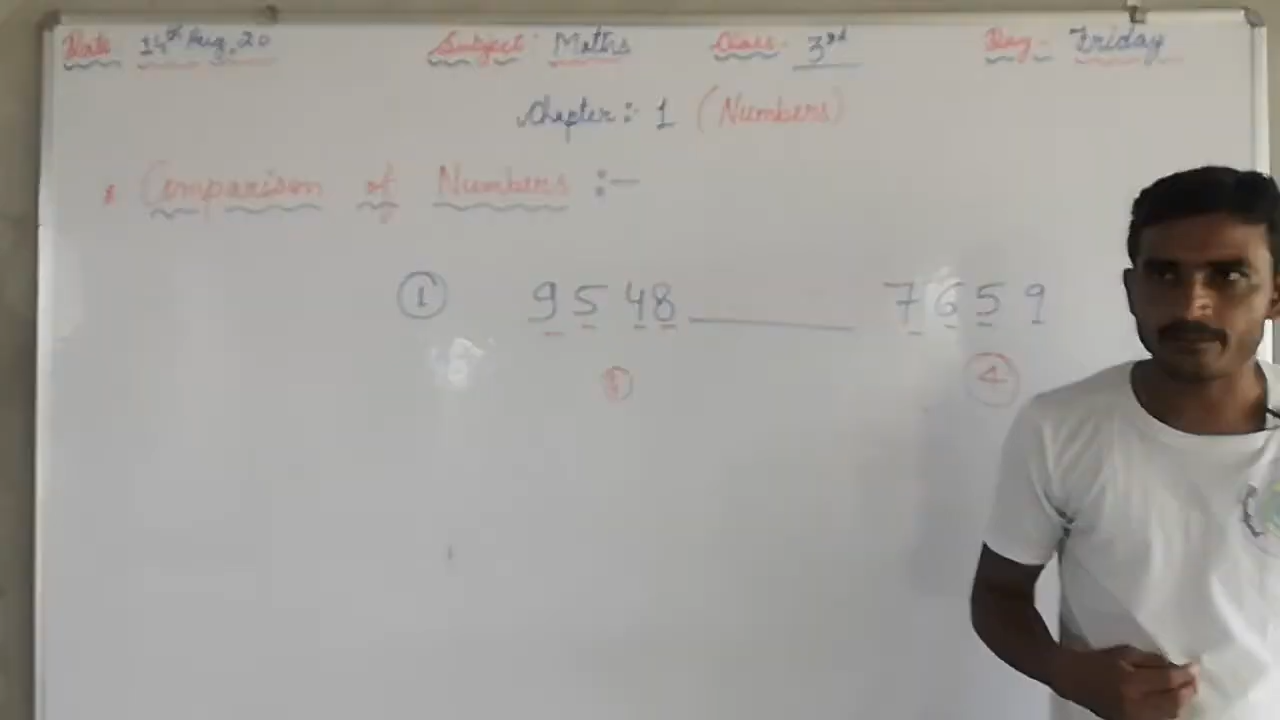 Date 14th Aug, 20 Subject: Maths Class- 3rd Day- Friday
Chapter:- 1 (Numbers)
Comparison of Numbers :-
1 9548 ______ 7659
4